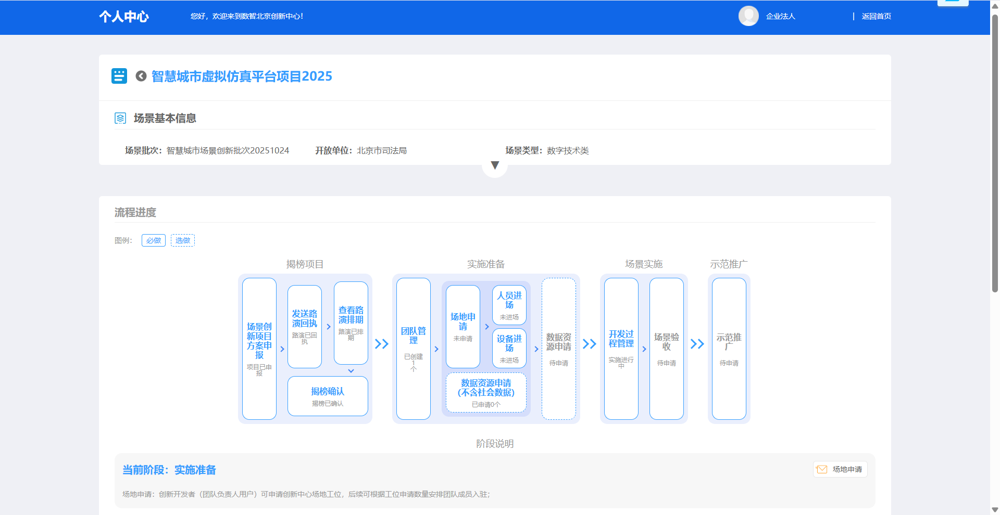 个人中心
您好，欢迎来到数智北京创新中心！
企业法人
| 返回首页
智慧城市虚拟仿真平台项目2025
场景基本信息
场景批次：智慧城市场景创新批次20251024
开放单位：北京市司法局
场景类型：数字技术类
▼
流程进度
图例：
必做
选做
揭榜项目
场景创
新项目
方案申
报
项目已申
报
发送路
演回执
路演已回
执
查看路
演排期
路演已排
期
揭榜确认
揭榜已确认
实施准备
团队管
理
已创建
1
个
场地申
请
未申请
人员进
场
未进场
设备进
场
未进场
数据资源申请
(不含社会数据)
已申请0个
数据资
源申请
待申请
场景实施
开发过
程管理
实施进行
中
场景验
收
待申请
示范推广
示范推
广
待申请
阶段说明
当前阶段：实施准备
场地申请
场地申请：创新开发者（团队负责人用户）可申请创新中心场地工位，后续可根据工位申请数量安排团队成员入驻；